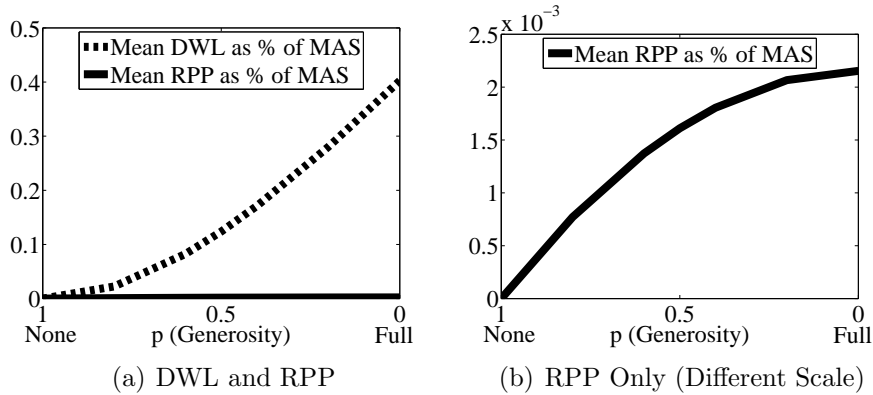 0.5
0.4
0.3
0.2
0.1
0
Mean DWL as % of MAS
Mean RPP as % of MAS
1 0.5 0
None p (Generosity) Full
(a) DWL and RPP
x 10⁻³
2.5
2
1.5
1
0.5
0
Mean RPP as % of MAS
1 0.5 0
None p (Generosity) Full
(b) RPP Only (Different Scale)